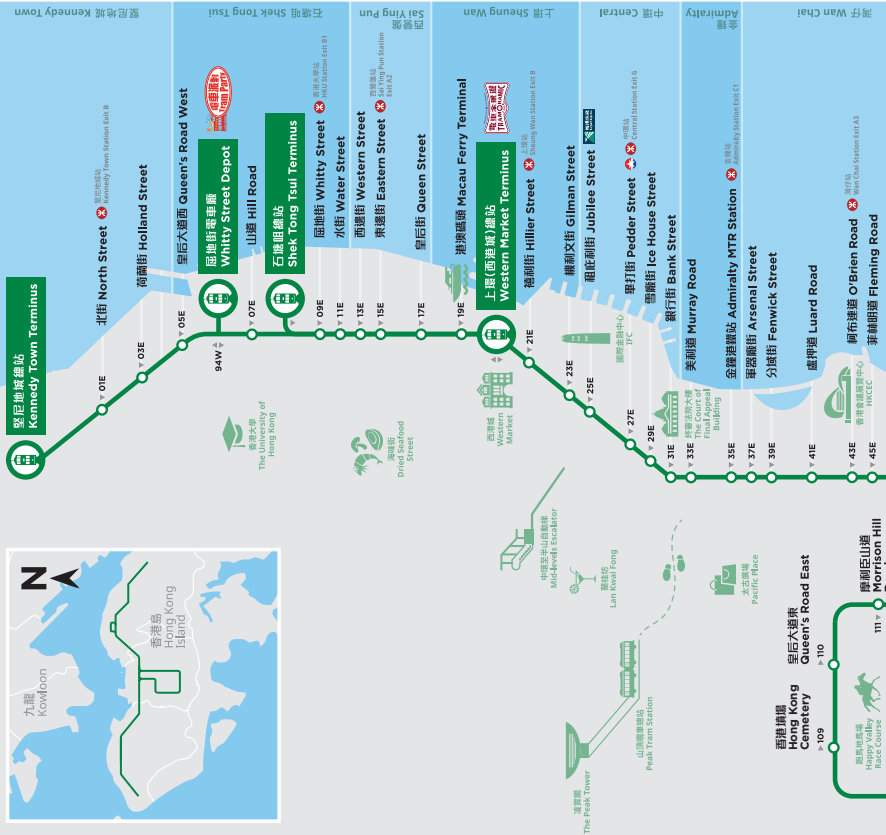 堅尼地城 Kennedy Town
石塘咀 Shek Tong Tsui
西營盤
Sai Ying Pun
上環 Sheung Wan
中環 Central
金鐘
Admiralty
灣仔 Wan Chai
堅尼地城總站
Kennedy Town Terminus
北街 North Street
堅尼地城站
Kennedy Town Station Exit B
荷蘭街 Holland Street
皇后大道西 Queen's Road West
屈地街電車廠
Whitty Street Depot
電車派對
Tram Party
山道 Hill Road
石塘咀總站
Shek Tong Tsui Terminus
屈地街 Whitty Street
香港大學站
HKU Station Exit B1
水街 Water Street
西邊街 Western Street
東邊街 Eastern Street
西營盤站
Sai Ying Pun Station
Exit A2
皇后街 Queen Street
港澳碼頭 Macau Ferry Terminal
上環(西港城)總站
Western Market Terminus
電車全景遊
TRAMORAMIC
禧利街 Hillier Street
上環站
Sheung Wan Station Exit B
機利文街 Gilman Street
租庇利街 Jubilee Street
畢打街 Pedder Street
中環站
Central Station Exit G
雪廠街 Ice House Street
銀行街 Bank Street
美利道 Murray Road
金鐘港鐵站 Admiralty MTR Station
金鐘站
Admiralty Station Exit C1
軍器廠街 Arsenal Street
分域街 Fenwick Street
盧押道 Luard Road
柯布連道 O'Brien Road
灣仔站
Wan Chai Station Exit A3
菲林明道 Fleming Road
01E
03E
05E
94W
07E
09E
11E
13E
15E
17E
19E
21E
23E
25E
27E
29E
31E
33E
35E
37E
39E
41E
43E
45E
香港大學
The University of
Hong Kong
海味街
Dried Seafood
Street
西港城
Western
Market
國際金融中心
IFC
終審法院大樓
The Court of
Final Appeal
Building
香港會議展覽中心
HKCEC
中環至半山自動梯
Mid-levels Escalator
蘭桂坊
Lan Kwai Fong
太古廣場
Pacific Place
山頂纜車總站
Peak Tram Station
凌霄閣
The Peak Tower
香港墳場
Hong Kong
Cemetery
109
皇后大道東
Queen's Road East
110
摩利臣山道
Morrison Hill
111
跑馬地馬場
Happy Valley
Race Course
N
九龍
Kowloon
香港島
Hong Kong
Island